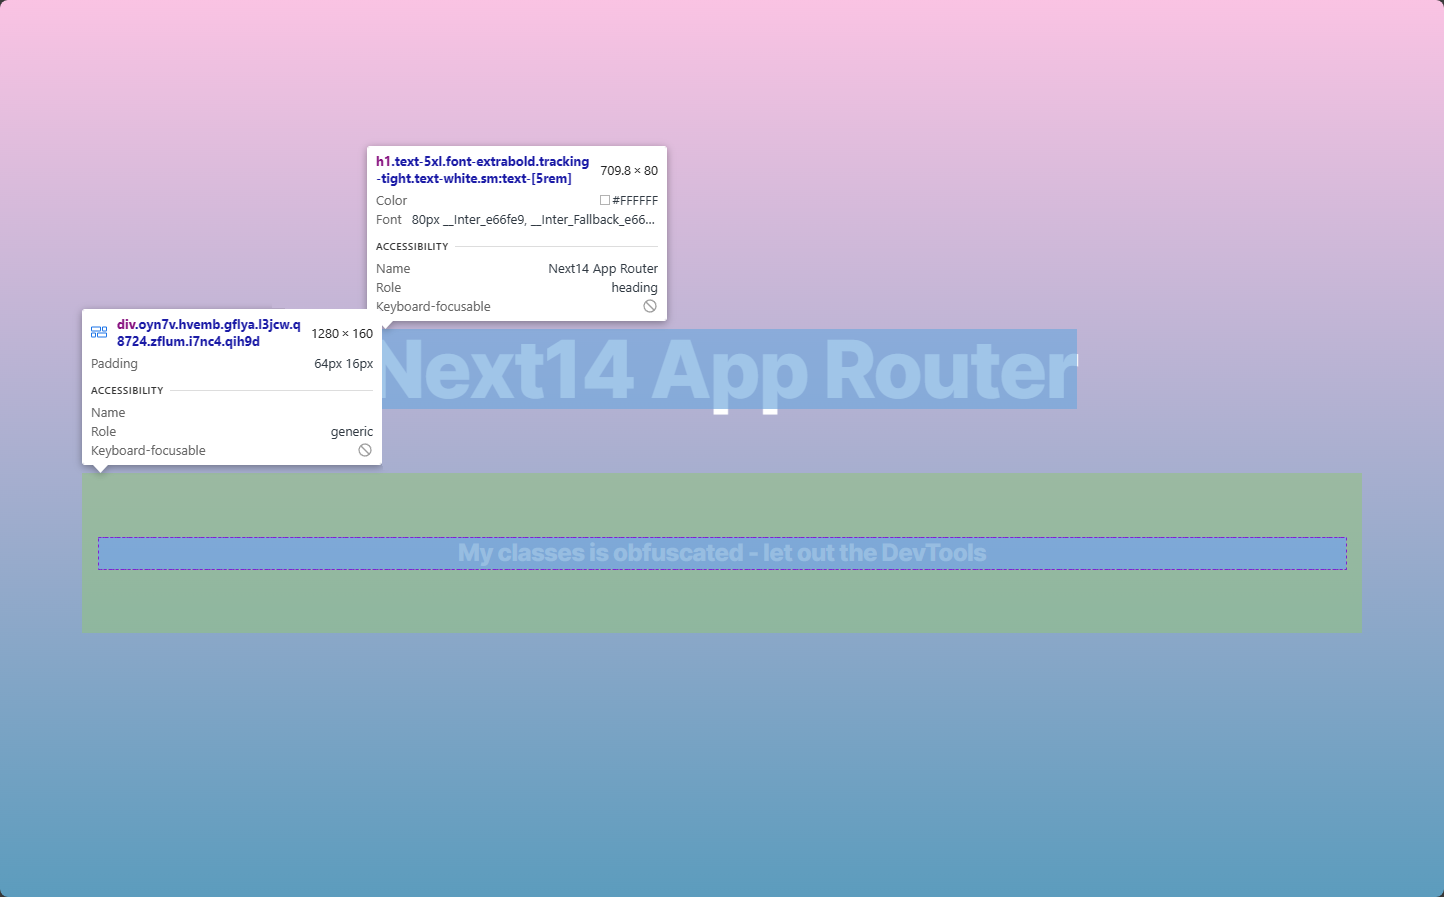 h1.text-5xl.font-extrabold.tracking
-tight.text-white.sm:text-[5rem]
709.8 × 80
Color
#FFFFFF
Font 80px __Inter_e66fe9, __Inter_Fallback_e66...
ACCESSIBILITY
Name Next14 App Router
Role heading
Keyboard-focusable
div.oyn7v.hvemb.gflya.l3jcw.q
8724.zflum.i7nc4.qih9d
1280 × 160
Padding 64px 16px
ACCESSIBILITY
Name
Role generic
Keyboard-focusable
Next14 App Router
My classes is obfuscated - let out the DevTools